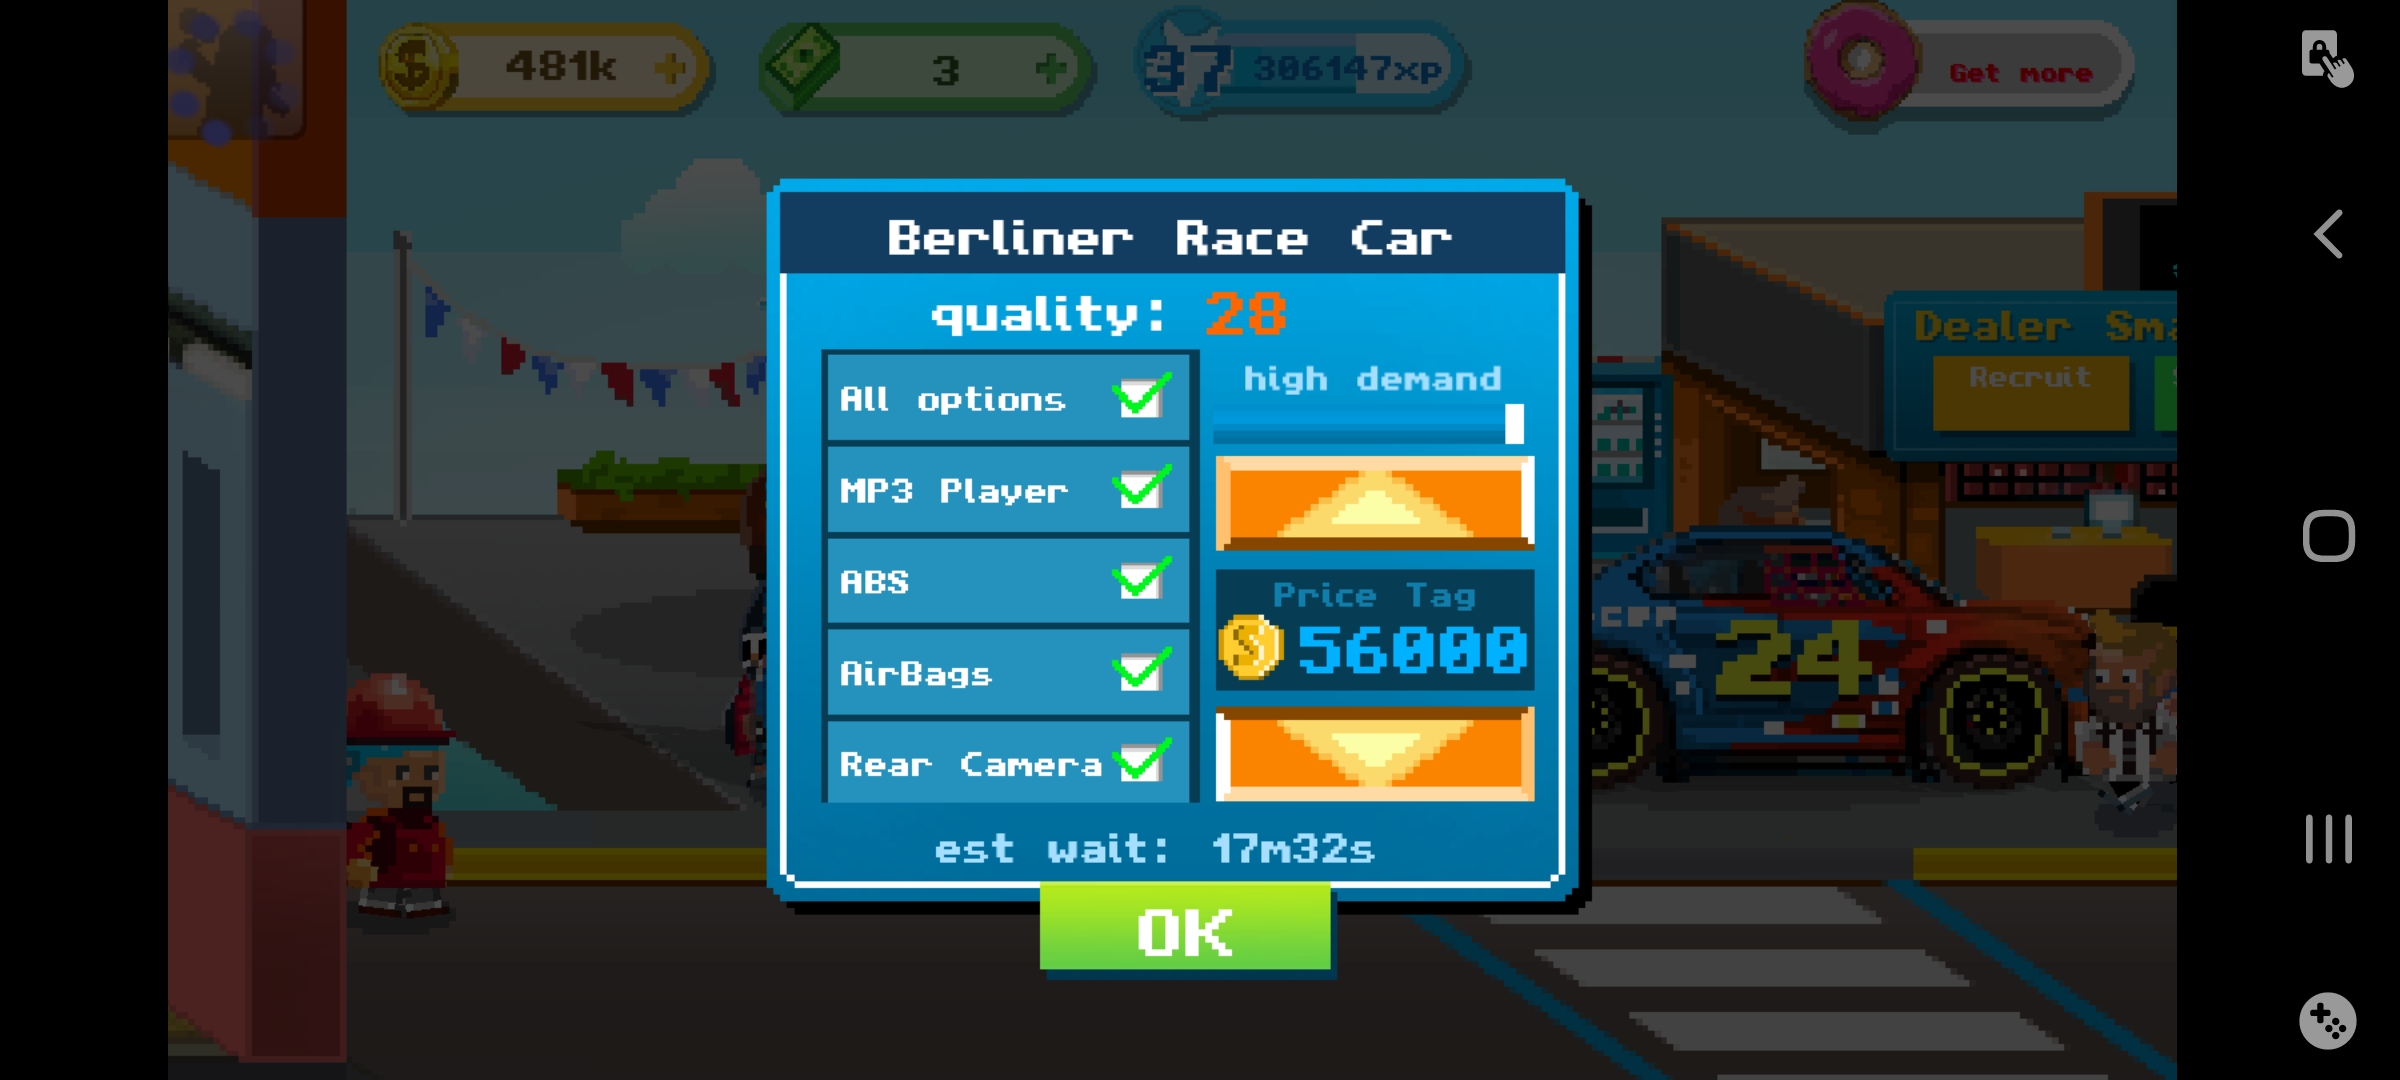 481k
3
37 306147xp
Get more
Berliner Race Car
quality: 28
All options
MP3 Player
ABS
AirBags
Rear Camera
high demand
Price Tag
56000
est wait: 17m32s
OK
Dealer
Recruit
24